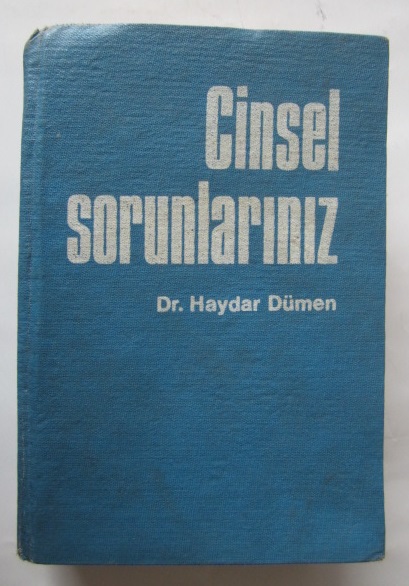 Cinsel
sorunlarınız
Dr. Haydar Dümen